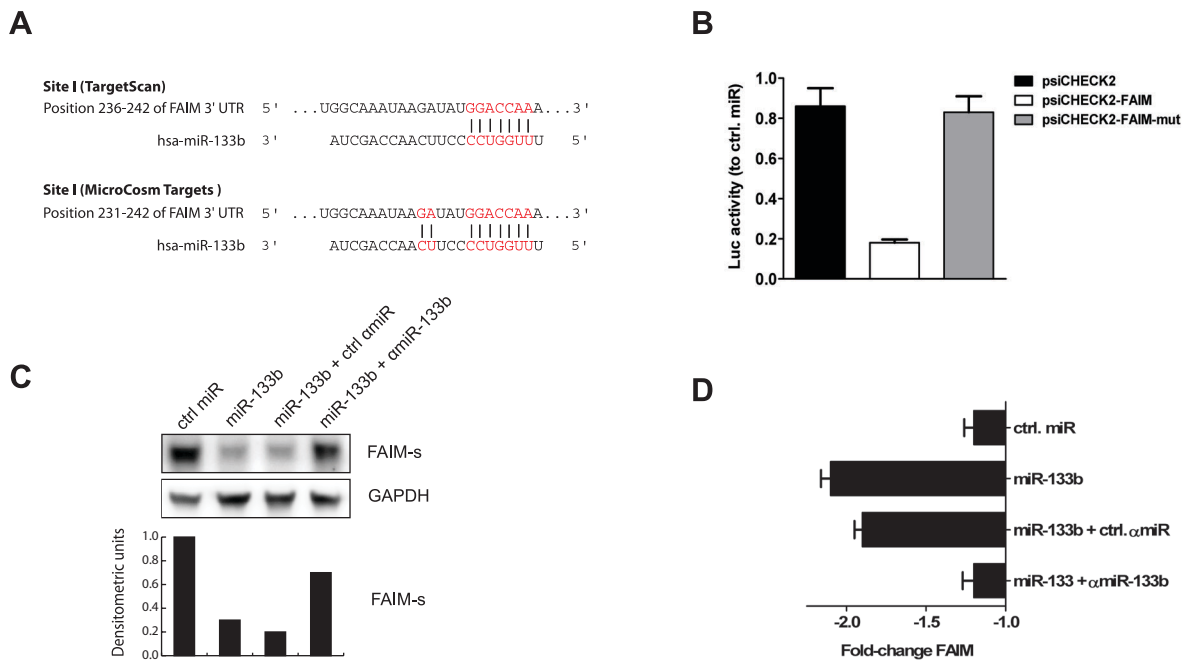 A
Site I (TargetScan)
Position 236-242 of FAIM 3' UTR 5' ...UGGCAAAUAAGAUAUGGACCAAA...3'
hsa-miR-133b 3' AUCGACCAACUUCCCCUGGUUU 5'
Site I (MicroCosm Targets )
Position 231-242 of FAIM 3' UTR 5' ...UGGCAAAUAAGAUAUGGACCAAA...3'
hsa-miR-133b 3' AUCGACCAACUUCCCCUGGUUU 5'
B
Luc activity (to ctrl. miR)
1.0
0.8
0.6
0.4
0.2
0.0
psiCHECK2
psiCHECK2-FAIM
psiCHECK2-FAIM-mut
C
ctrl miR
miR-133b
miR-133b + ctrl αmiR
miR-133b + αmiR-133b
FAIM-s
GAPDH
Densitometric units
1.0
0.8
0.6
0.4
0.2
0.0
FAIM-s
D
ctrl. miR
miR-133b
miR-133b + ctrl. αmiR
miR-133 + αmiR-133b
-2.0 -1.5 -1.0
Fold-change FAIM